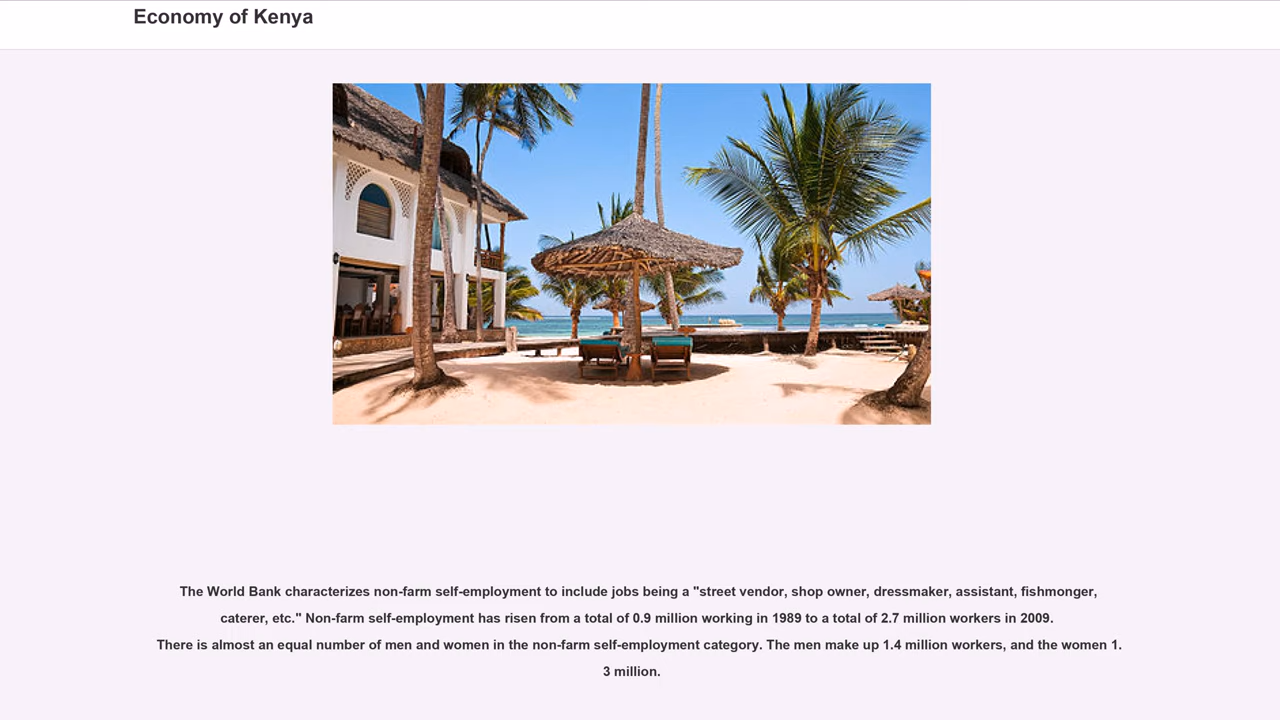 Economy of Kenya
The World Bank characterizes non-farm self-employment to include jobs being a "street vendor, shop owner, dressmaker, assistant, fishmonger,
caterer, etc." Non-farm self-employment has risen from a total of 0.9 million working in 1989 to a total of 2.7 million workers in 2009.
There is almost an equal number of men and women in the non-farm self-employment category. The men make up 1.4 million workers, and the women 1.
3 million.